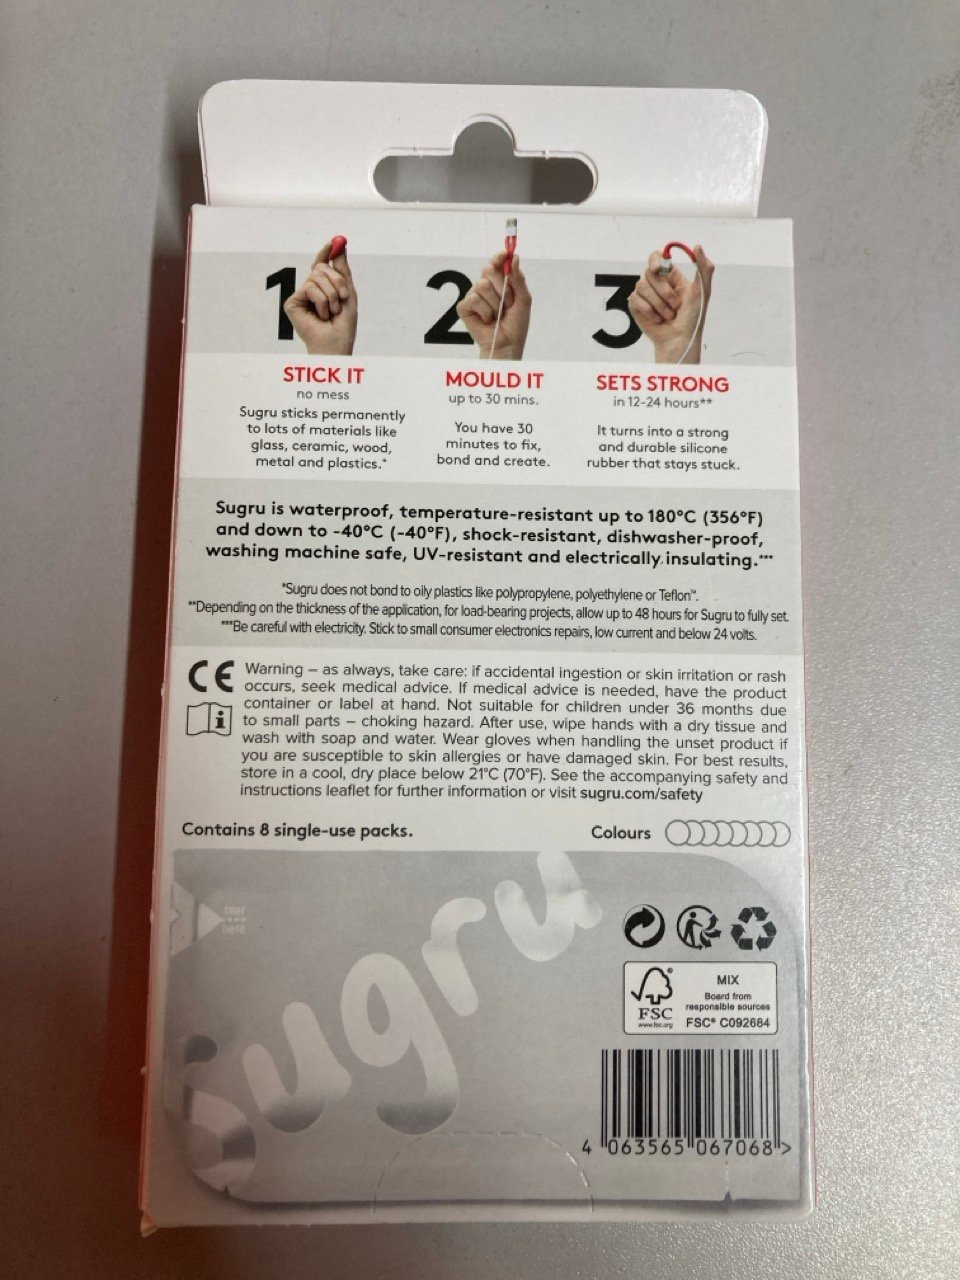 1 2 3
STICK IT
no mess
Sugru sticks permanently
to lots of materials like
glass, ceramic, wood,
metal and plastics.*
MOULD IT
up to 30 mins.
You have 30
minutes to fix,
bond and create.
SETS STRONG
in 12-24 hours**
It turns into a strong
and durable silicone
rubber that stays stuck.
Sugru is waterproof, temperature-resistant up to 180°C (356°F)
and down to -40°C (-40°F), shock-resistant, dishwasher-proof,
washing machine safe, UV-resistant and electrically insulating.***
*Sugru does not bond to oily plastics like polypropylene, polyethylene or Teflon™.
**Depending on the thickness of the application, for load-bearing projects, allow up to 48 hours for Sugru to fully set.
***Be careful with electricity. Stick to small consumer electronics repairs, low current and below 24 volts.
CE
Warning – as always, take care: if accidental ingestion or skin irritation or rash
occurs, seek medical advice. If medical advice is needed, have the product
container or label at hand. Not suitable for children under 36 months due
to small parts – choking hazard. After use, wipe hands with a dry tissue and
wash with soap and water. Wear gloves when handling the unset product if
you are susceptible to skin allergies or have damaged skin. For best results,
store in a cool, dry place below 21°C (70°F). See the accompanying safety and
instructions leaflet for further information or visit sugru.com/safety
Contains 8 single-use packs.
Colours
tear
here
sugru
MIX
Board from
responsible sources
FSC® C092684
FSC
www.fsc.org
4 063565 067068 >